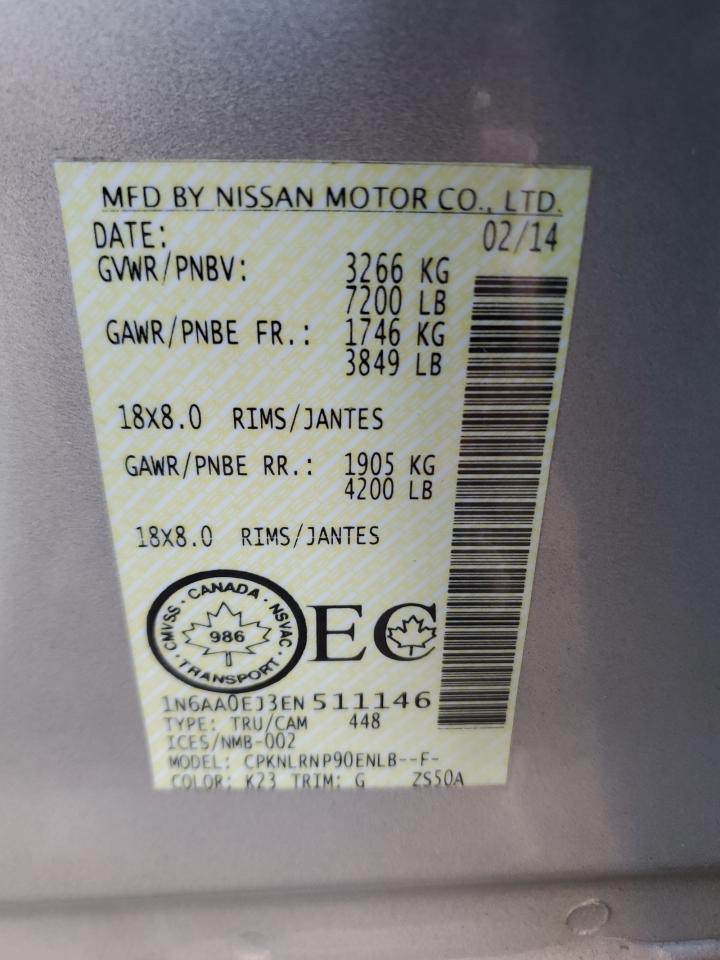 MFD BY NISSAN MOTOR CO., LTD.
DATE: 02/14
GVWR/PNBV: 3266 KG
7200 LB
GAWR/PNBE FR.: 1746 KG
3849 LB
18X8.0 RIMS/JANTES
GAWR/PNBE RR.: 1905 KG
4200 LB
18X8.0 RIMS/JANTES
CANADA · NSVAC · TRANSPORT · CMVSS ·
986
EC
1N6AA0EJ3EN511146
TYPE: TRU/CAM 448
ICES/NMB-002
MODEL: CPKNLRNP90ENLB--F-
COLOR: K23 TRIM: G ZS50A